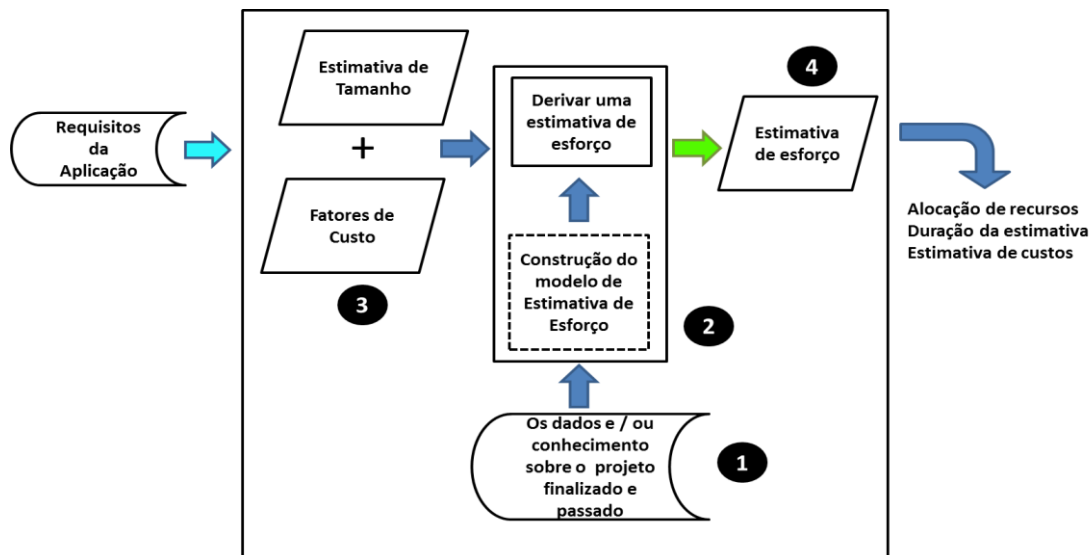 Requisitos
da
Aplicação
Estimativa de
Tamanho
+
Fatores de
Custo
3
Derivar uma
estimativa de
esforço
Construção do
modelo de
Estimativa de
Esforço
2
Os dados e / ou
conhecimento
sobre o projeto
finalizado e
passado
1
4
Estimativa
de esforço
Alocação de recursos
Duração da estimativa
Estimativa de custos